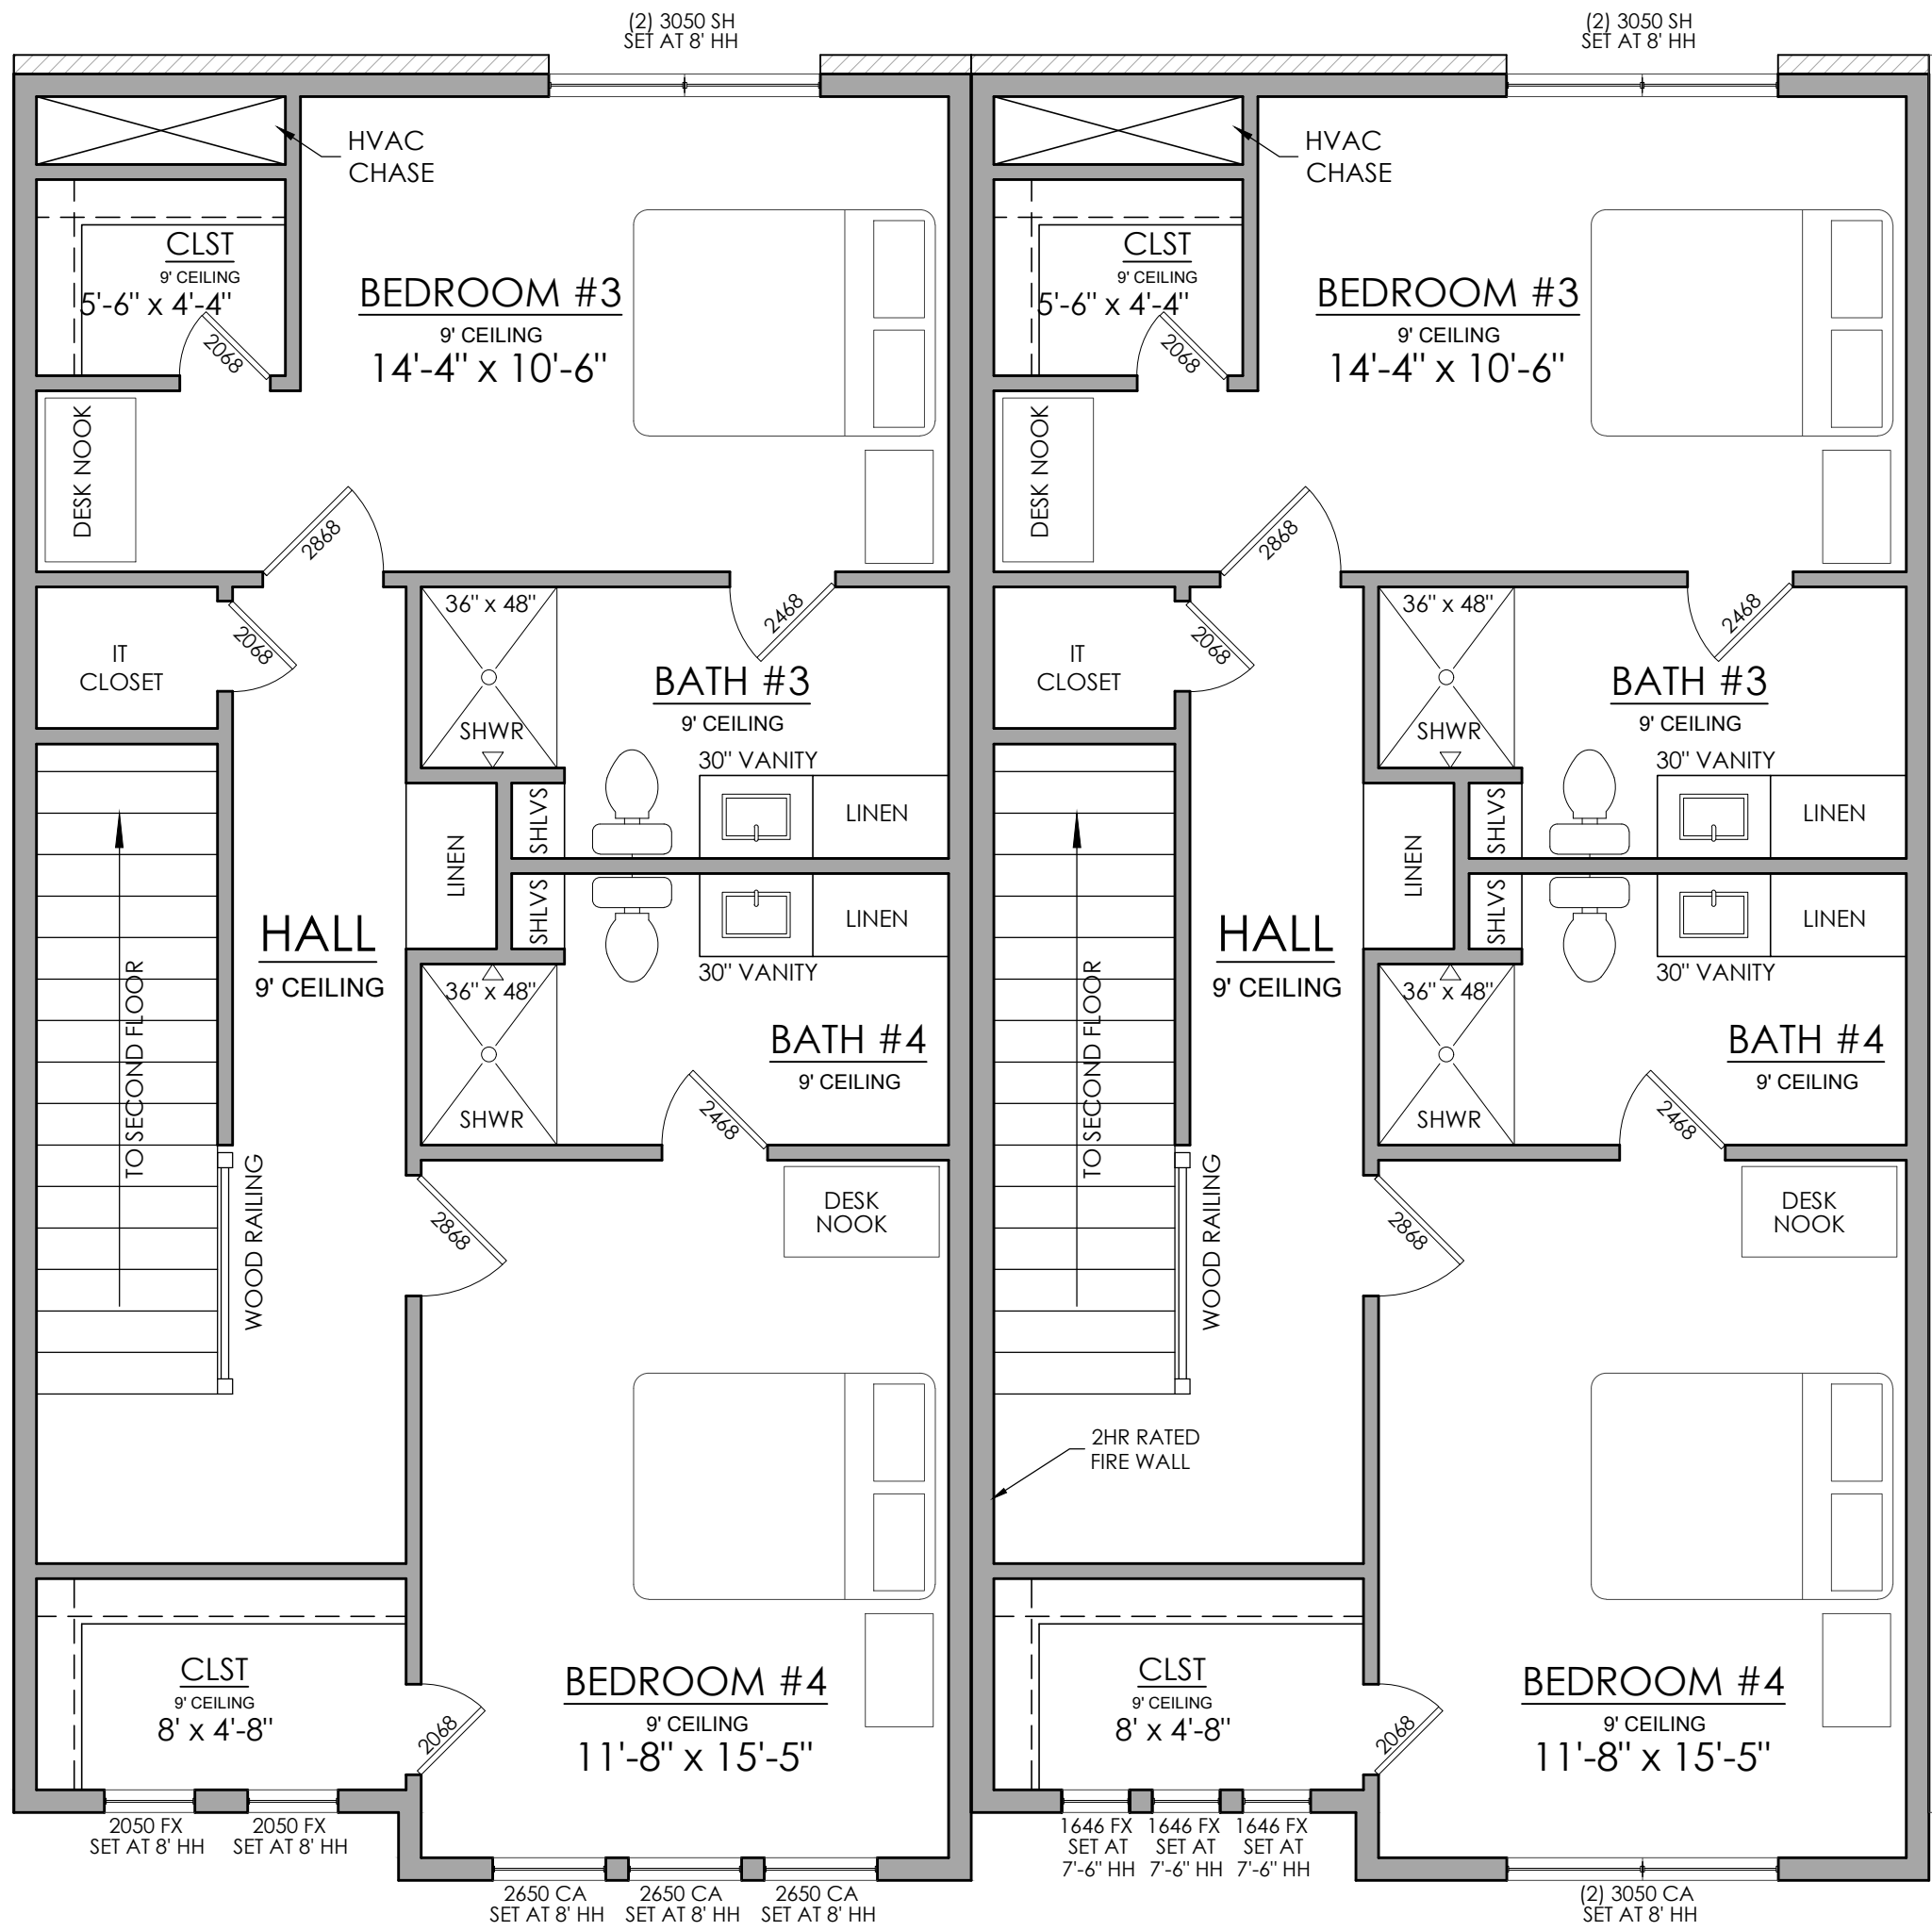 (2) 3050 SH
SET AT 8' HH
HVAC
CHASE
CLST
9' CEILING
5'-6" x 4'-4"
2068
BEDROOM #3
9' CEILING
14'-4" x 10'-6"
DESK NOOK
2868
IT
CLOSET
2068
36" x 48"
SHWR
2468
BATH #3
9' CEILING
30" VANITY
LINEN
SHLVS
LINEN
SHLVS
LINEN
30" VANITY
HALL
9' CEILING
TO SECOND FLOOR
36" x 48"
SHWR
BATH #4
9' CEILING
2468
WOOD RAILING
2868
DESK
NOOK
CLST
9' CEILING
8' x 4'-8"
2068
BEDROOM #4
9' CEILING
11'-8" x 15'-5"
2050 FX
SET AT 8' HH
2050 FX
SET AT 8' HH
2650 CA
SET AT 8' HH
2650 CA
SET AT 8' HH
2650 CA
SET AT 8' HH
(2) 3050 SH
SET AT 8' HH
HVAC
CHASE
CLST
9' CEILING
5'-6" x 4'-4"
2068
BEDROOM #3
9' CEILING
14'-4" x 10'-6"
DESK NOOK
2868
IT
CLOSET
2068
36" x 48"
SHWR
2468
BATH #3
9' CEILING
30" VANITY
LINEN
SHLVS
LINEN
SHLVS
LINEN
30" VANITY
HALL
9' CEILING
TO SECOND FLOOR
36" x 48"
SHWR
BATH #4
9' CEILING
2468
WOOD RAILING
2868
DESK
NOOK
2HR RATED
FIRE WALL
CLST
9' CEILING
8' x 4'-8"
2068
BEDROOM #4
9' CEILING
11'-8" x 15'-5"
1646 FX
SET AT
7'-6" HH
1646 FX
SET AT
7'-6" HH
1646 FX
SET AT
7'-6" HH
(2) 3050 CA
SET AT 8' HH